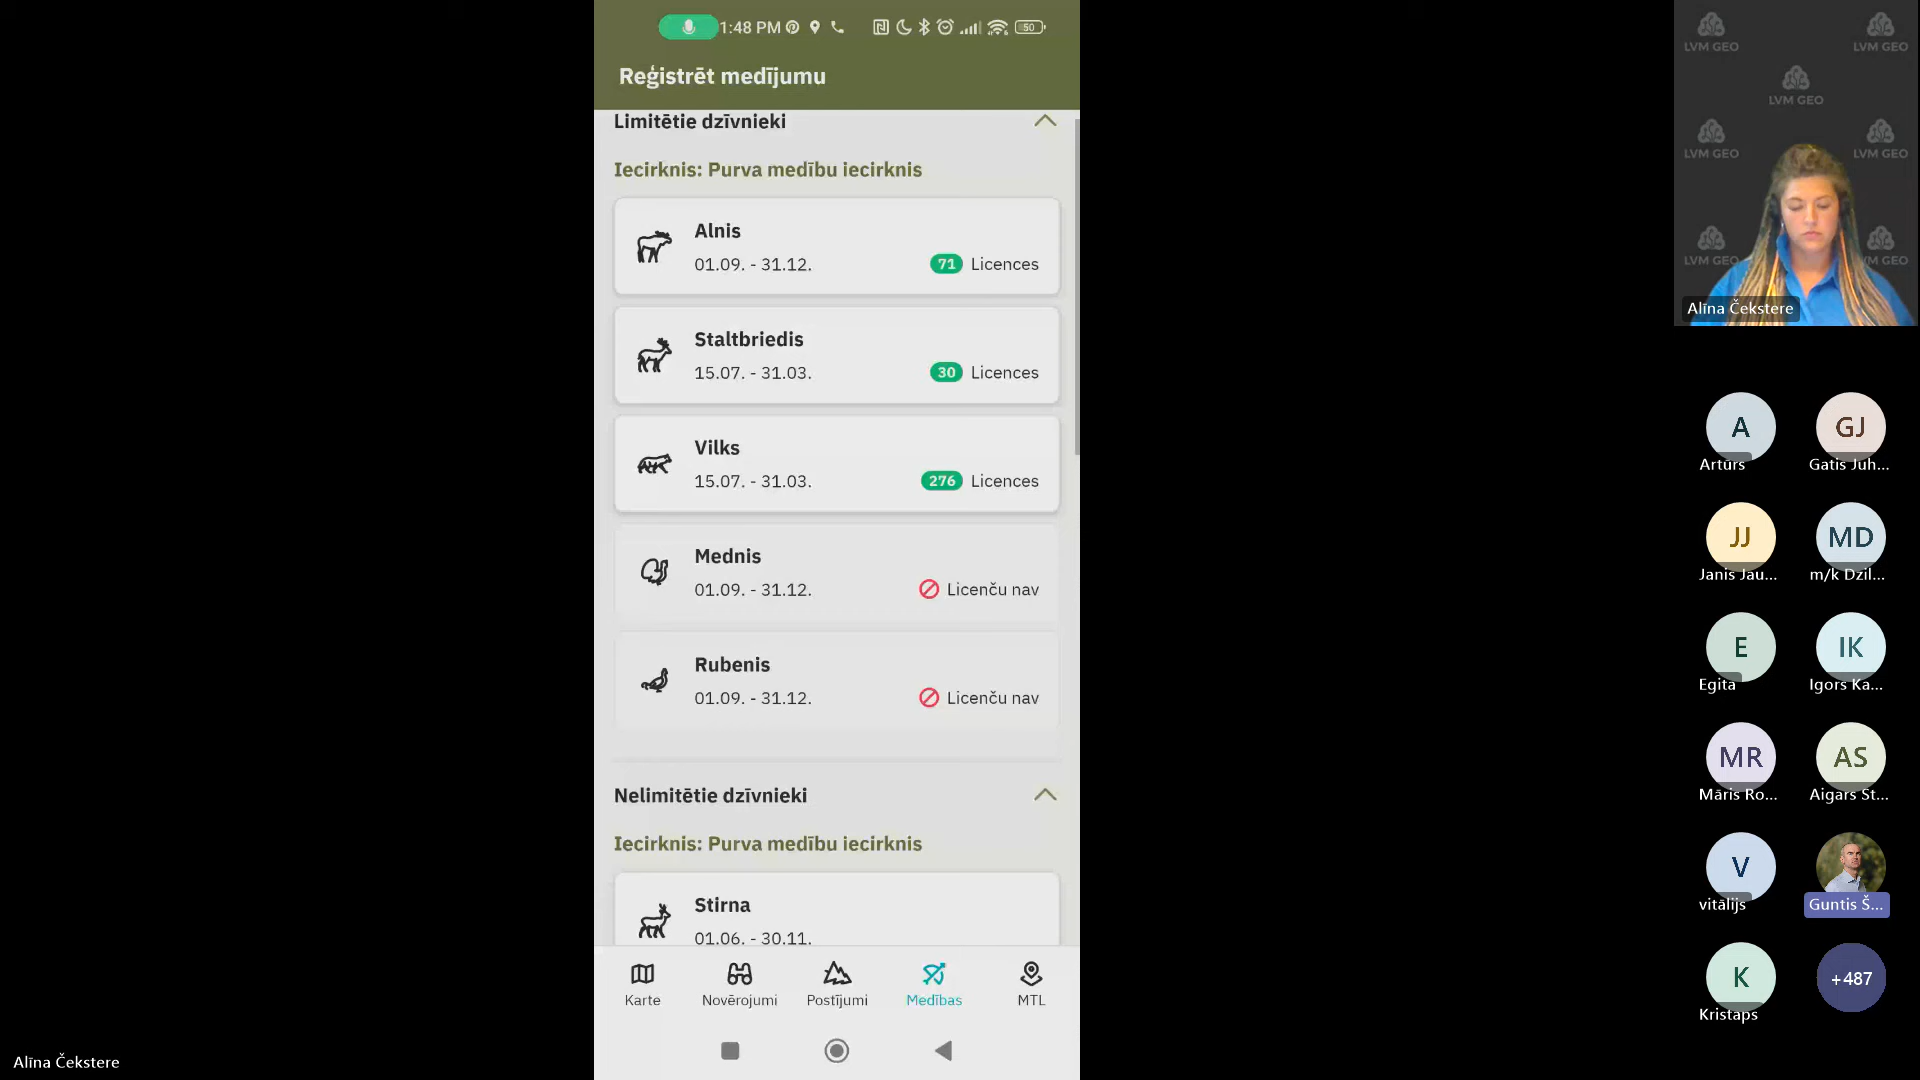 1:48 PM
50
Reģistrēt medījumu
Limitētie dzīvnieki
Iecirknis: Purva medību iecirknis
Alnis
01.09. - 31.12.
71 Licences
Staltbriedis
15.07. - 31.03.
30 Licences
Vilks
15.07. - 31.03.
276 Licences
Mednis
01.09. - 31.12.
Licenču nav
Rubenis
01.09. - 31.12.
Licenču nav
Nelimitētie dzīvnieki
Iecirknis: Purva medību iecirknis
Stirna
01.06. - 30.11.
Karte
Novērojumi
Postījumi
Medības
MTL
Alīna Čekstere
LVM GEO
LVM GEO
LVM GEO
LVM GEO
LVM GEO
LVM GEO
LVM GEO
Alīna Čekstere
A
Artūrs
GJ
Gatis Juh...
JJ
Janis Jau...
MD
m/k Dzil...
E
Egita
IK
Igors Ka...
MR
Māris Ro...
AS
Aigars St...
V
vitālijs
Guntis Š...
K
Kristaps
+487